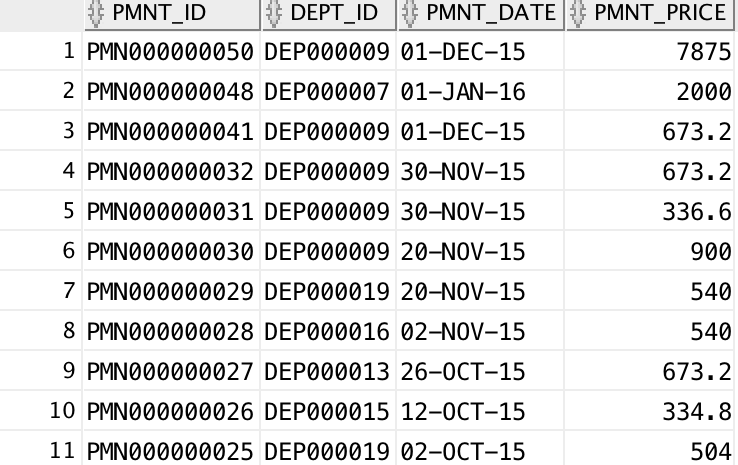 PMNT_ID DEPT_ID PMNT_DATE PMNT_PRICE
1 PMN000000050 DEP000009 01-DEC-15 7875
2 PMN000000048 DEP000007 01-JAN-16 2000
3 PMN000000041 DEP000009 01-DEC-15 673.2
4 PMN000000032 DEP000009 30-NOV-15 673.2
5 PMN000000031 DEP000009 30-NOV-15 336.6
6 PMN000000030 DEP000009 20-NOV-15 900
7 PMN000000029 DEP000019 20-NOV-15 540
8 PMN000000028 DEP000016 02-NOV-15 540
9 PMN000000027 DEP000013 26-OCT-15 673.2
10 PMN000000026 DEP000015 12-OCT-15 334.8
11 PMN000000025 DEP000019 02-OCT-15 504